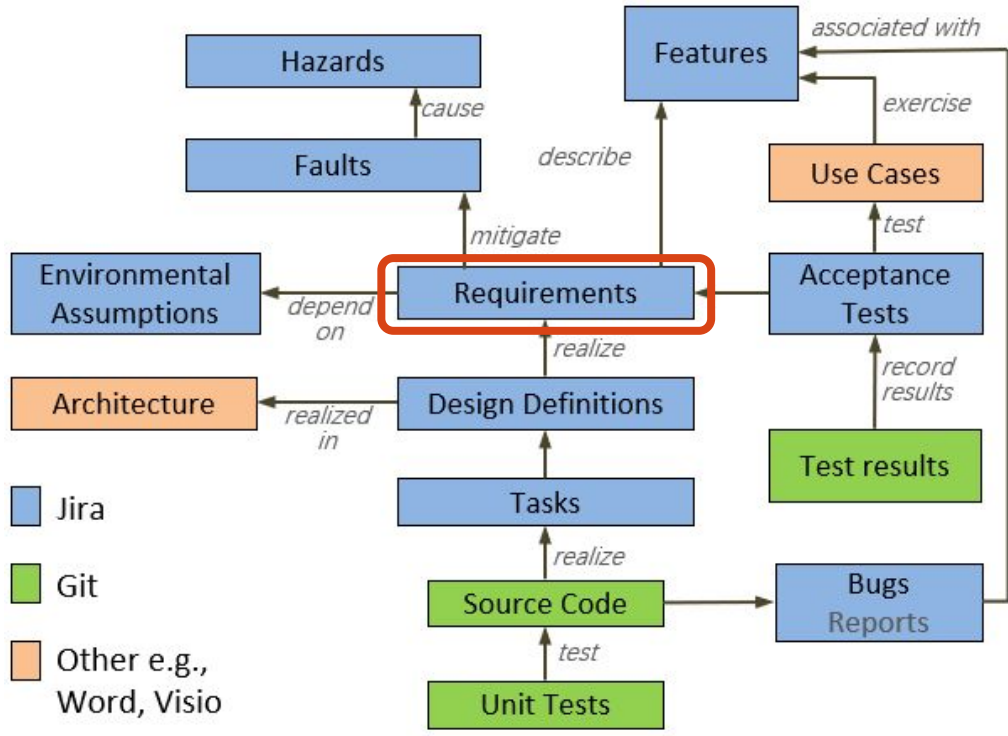 associated with
Features
Hazards
cause
exercise
describe
Faults
Use Cases
mitigate
test
Environmental
Assumptions
depend
on
Requirements
Acceptance
Tests
realize
record
results
Architecture
realized
in
Design Definitions
Test results
Tasks
Jira
realize
Git
Source Code
Bugs
Reports
test
Other e.g.,
Word, Visio
Unit Tests